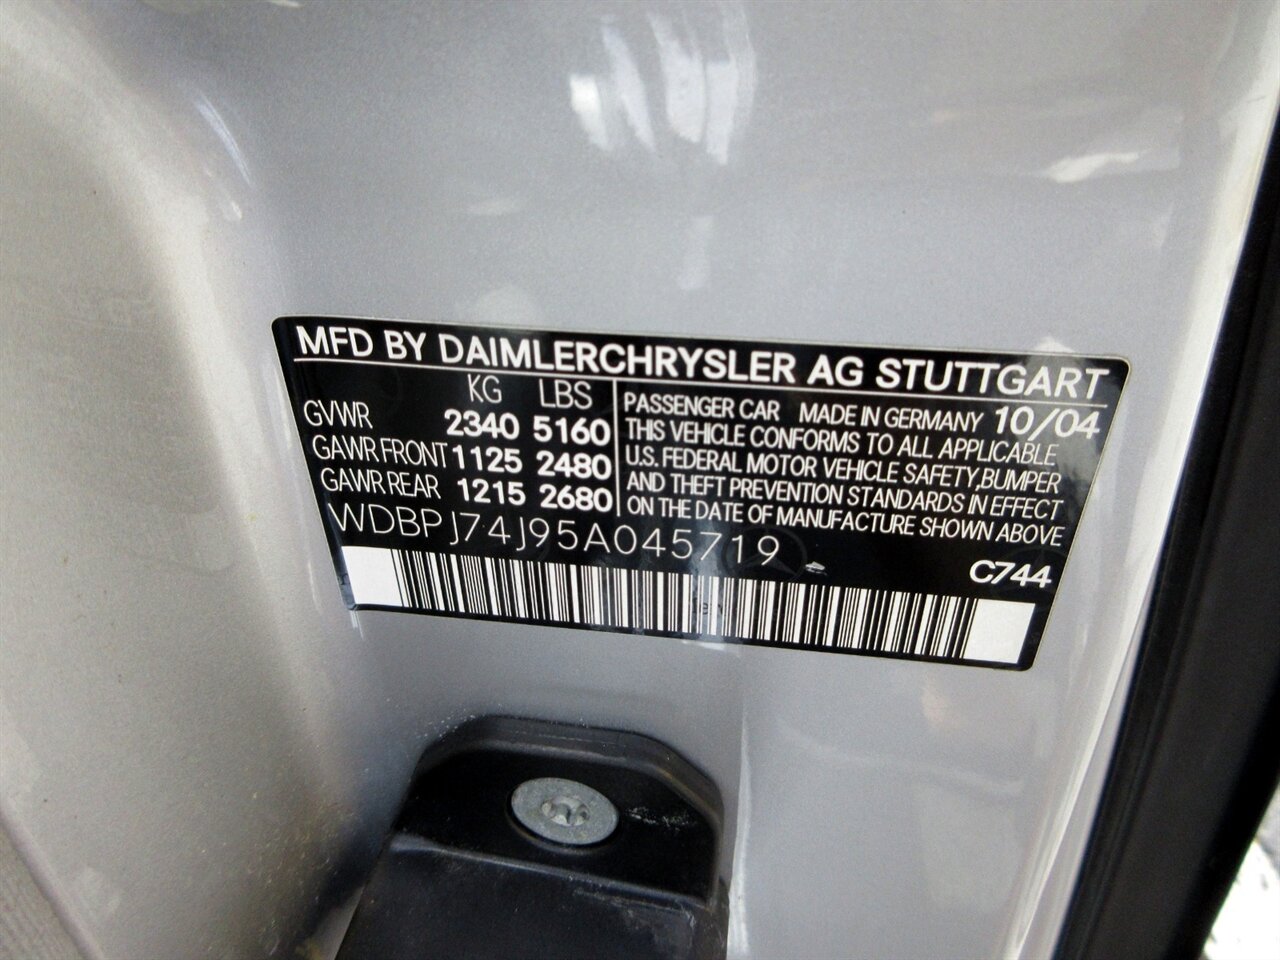 MFD BY DAIMLERCHRYSLER AG STUTTGART
KG LBS
GVWR 2340 5160
GAWR FRONT 1125 2480
GAWR REAR 1215 2680
PASSENGER CAR MADE IN GERMANY 10/04
THIS VEHICLE CONFORMS TO ALL APPLICABLE
U.S. FEDERAL MOTOR VEHICLE SAFETY,BUMPER
AND THEFT PREVENTION STANDARDS IN EFFECT
ON THE DATE OF MANUFACTURE SHOWN ABOVE
WDBPJ74J95A045719
C744